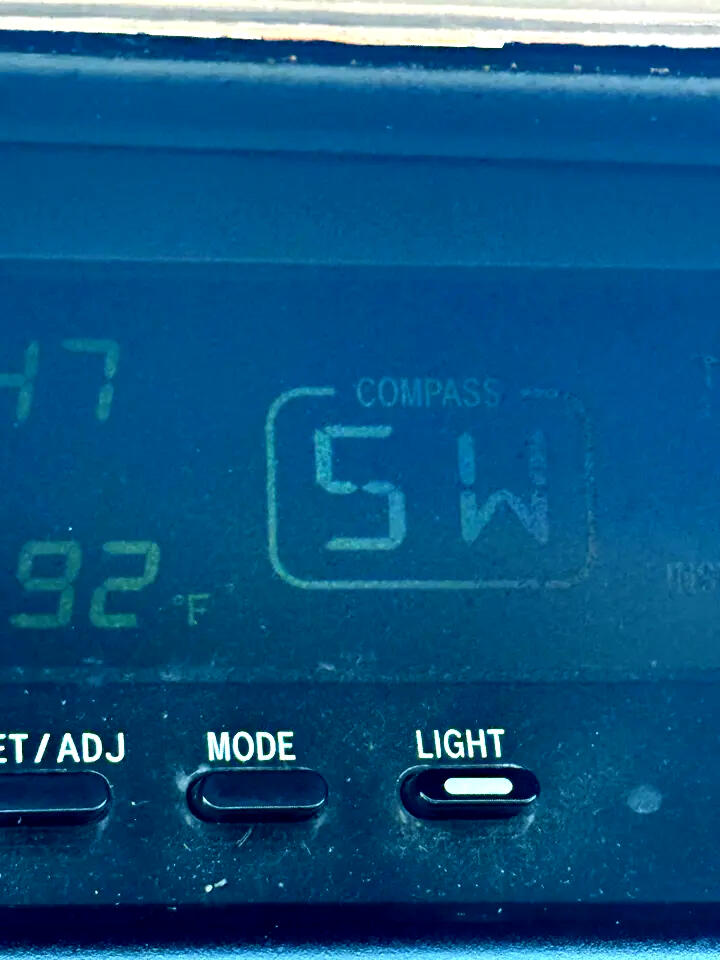 47
COMPASS
SW
92 °F
ET/ADJ MODE LIGHT